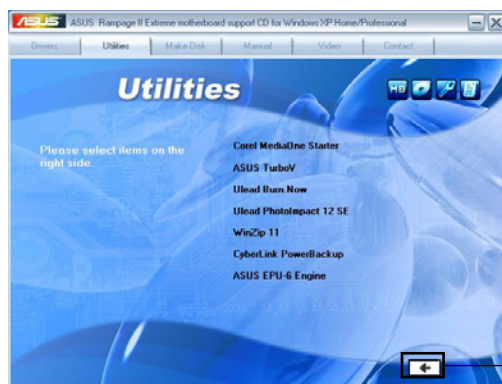 ASUS ASUS Rampage II Extreme motherboard support CD for Windows XP Home/Professional
Drivers Utilities Make Disk Manual Video Contact
Utilities
MB
Please select items on the
right side.
Corel MediaOne Starter
ASUS TurboV
Ulead Burn.Now
Ulead PhotoImpact 12 SE
WinZip 11
CyberLink PowerBackup
ASUS EPU-6 Engine